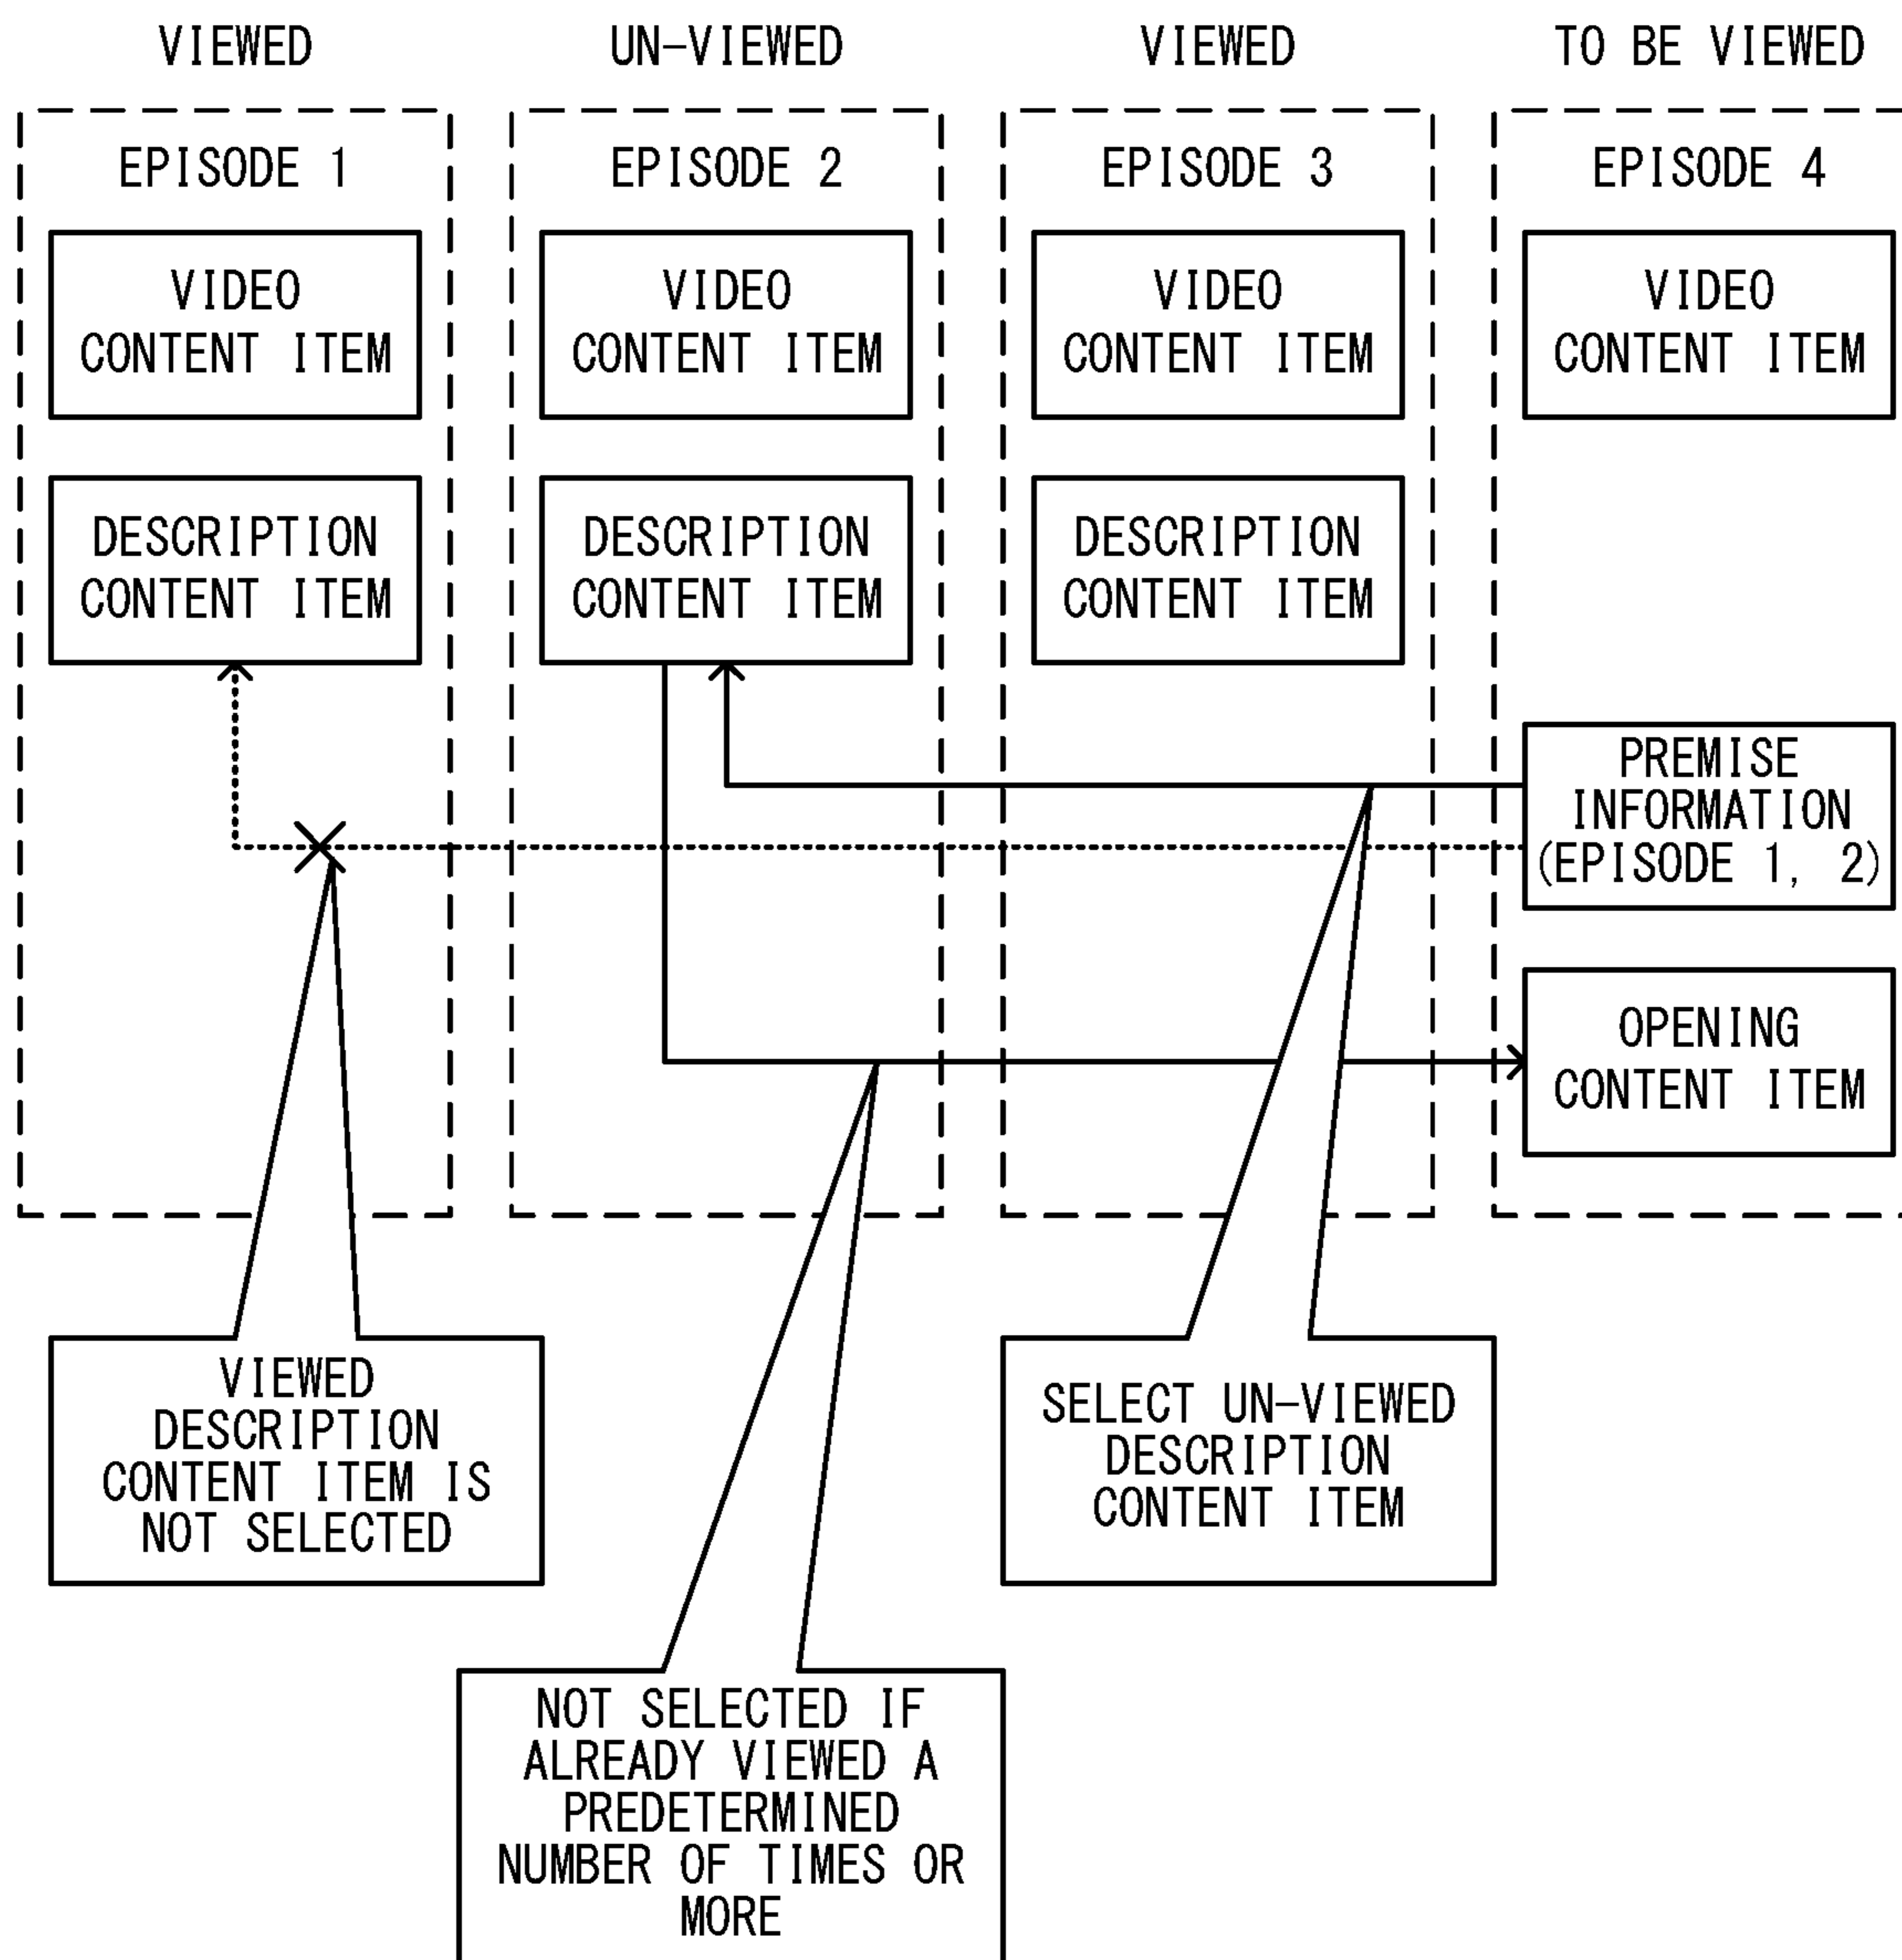 VIEWED
UN-VIEWED
VIEWED
TO BE VIEWED
EPISODE 1
EPISODE 2
EPISODE 3
EPISODE 4
VIDEO
CONTENT ITEM
VIDEO
CONTENT ITEM
VIDEO
CONTENT ITEM
VIDEO
CONTENT ITEM
DESCRIPTION
CONTENT ITEM
DESCRIPTION
CONTENT ITEM
DESCRIPTION
CONTENT ITEM
PREMISE
INFORMATION
(EPISODE 1, 2)
OPENING
CONTENT ITEM
VIEWED
DESCRIPTION
CONTENT ITEM IS
NOT SELECTED
SELECT UN-VIEWED
DESCRIPTION
CONTENT ITEM
NOT SELECTED IF
ALREADY VIEWED A
PREDETERMINED
NUMBER OF TIMES OR
MORE